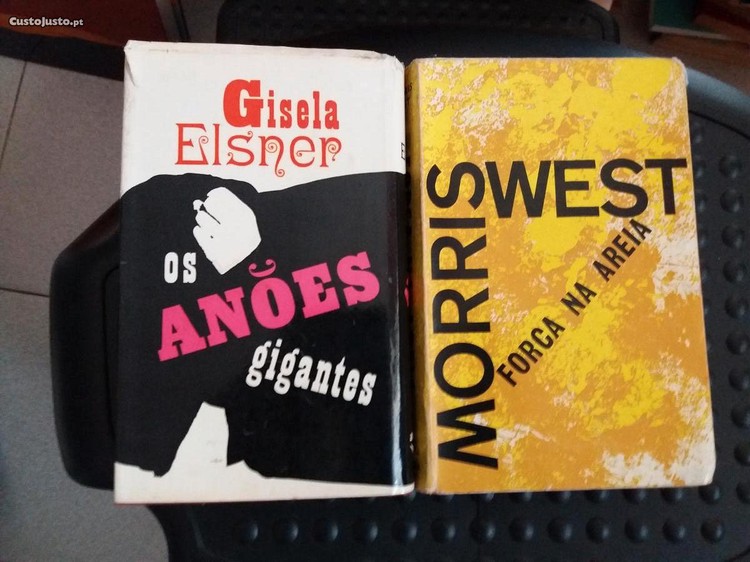 CustoJusto.pt
Gisela
Elsner
os
ANÕES
gigantes
MORRIS
WEST
FORCA NA AREIA